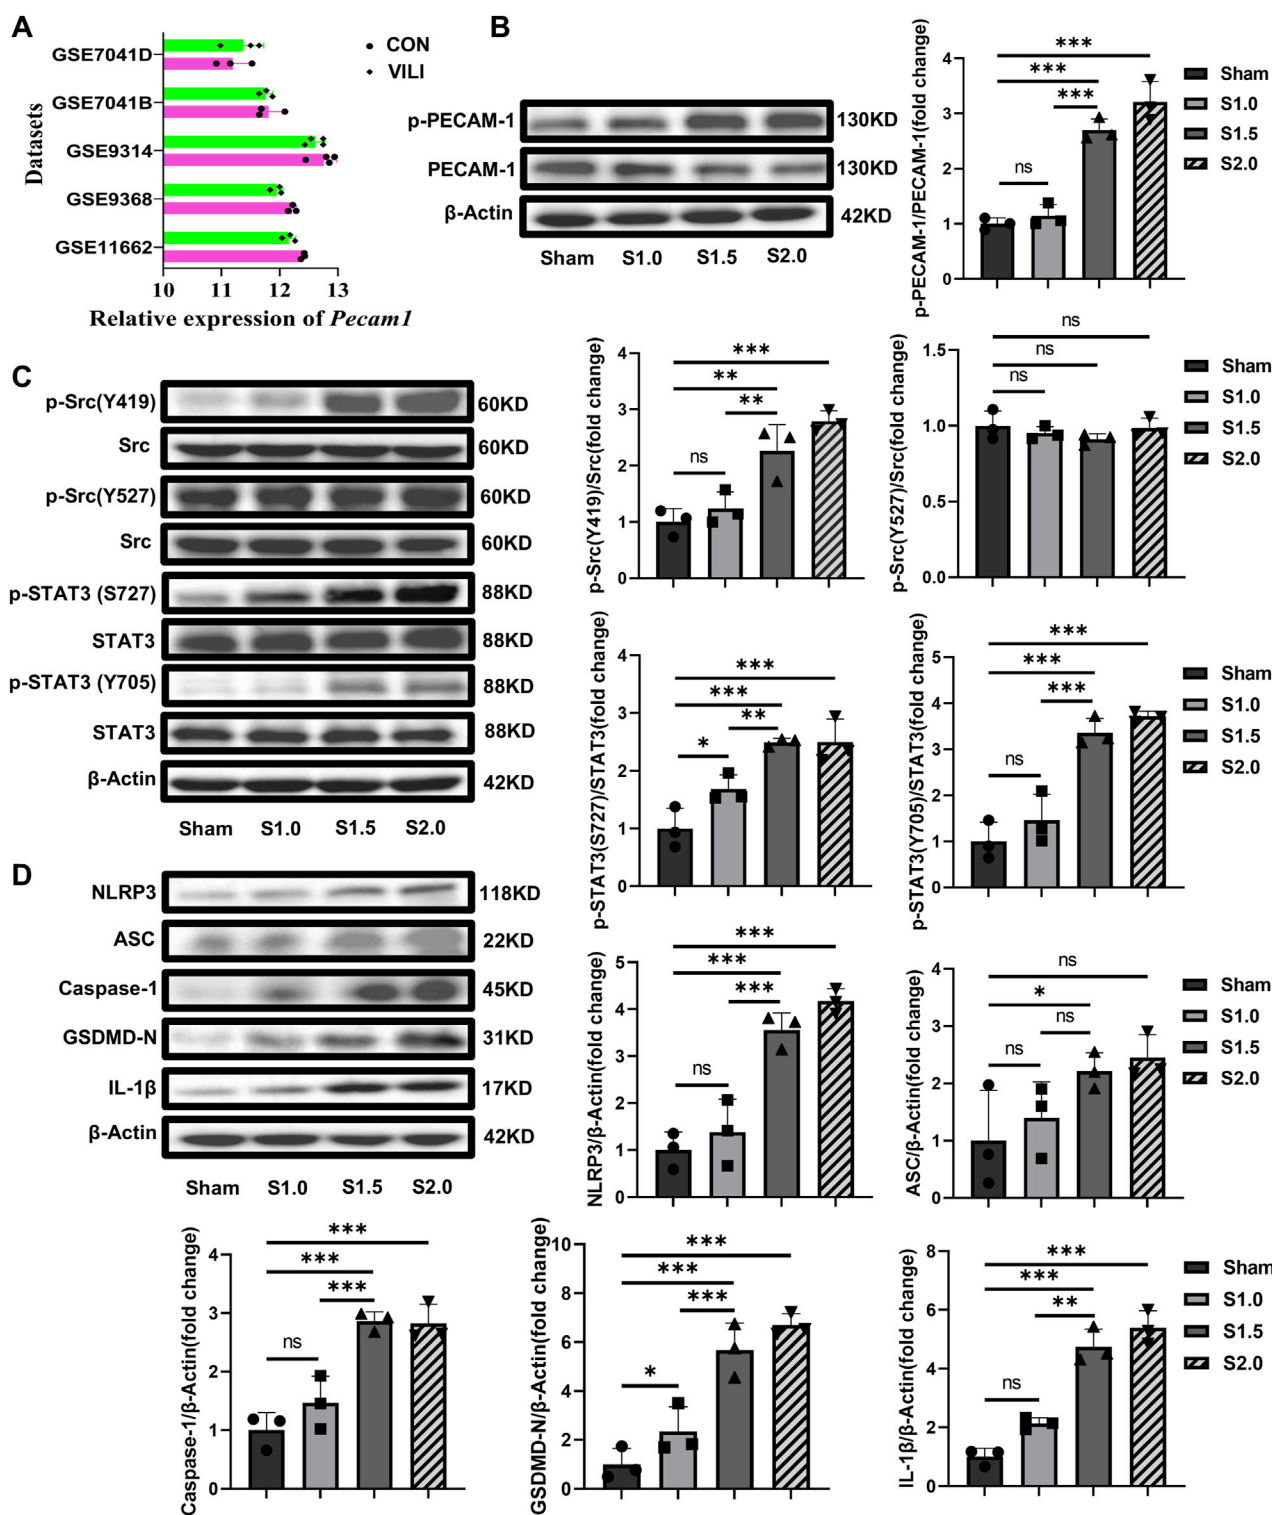 A
Datasets
GSE7041D
GSE7041B
GSE9314
GSE9368
GSE11662
10 11 12 13
Relative expression of Pecam1
CON
VILI
B
p-PECAM-1 130KD
PECAM-1 130KD
β-Actin 42KD
Sham S1.0 S1.5 S2.0
p-PECAM-1/PECAM-1(fold change)
4
3
2
1
0
***
***
***
ns
Sham
S1.0
S1.5
S2.0
C
p-Src(Y419) 60KD
Src 60KD
p-Src(Y527) 60KD
Src 60KD
p-STAT3 (S727) 88KD
STAT3 88KD
p-STAT3 (Y705) 88KD
STAT3 88KD
β-Actin 42KD
Sham S1.0 S1.5 S2.0
p-Src(Y419)/Src(fold change)
4
3
2
1
0
***
**
**
ns
p-Src(Y527)/Src(fold change)
1.5
1.0
0.5
0.0
ns
ns
ns
Sham
S1.0
S1.5
S2.0
p-STAT3(S727)/STAT3(fold change)
4
3
2
1
0
***
***
**
*
p-STAT3(Y705)/STAT3(fold change)
5
4
3
2
1
0
***
***
***
ns
Sham
S1.0
S1.5
S2.0
D
NLRP3 118KD
ASC 22KD
Caspase-1 45KD
GSDMD-N 31KD
IL-1β 17KD
β-Actin 42KD
Sham S1.0 S1.5 S2.0
NLRP3/β-Actin(fold change)
5
4
3
2
1
0
***
***
***
ns
ASC/β-Actin(fold change)
4
3
2
1
0
ns
*
ns
ns
Sham
S1.0
S1.5
S2.0
Caspase-1/β-Actin(fold change)
4
3
2
1
0
***
***
***
ns
GSDMD-N/β-Actin(fold change)
10
8
6
4
2
0
***
***
***
*
IL-1β/β-Actin(fold change)
8
6
4
2
0
***
***
**
ns
Sham
S1.0
S1.5
S2.0